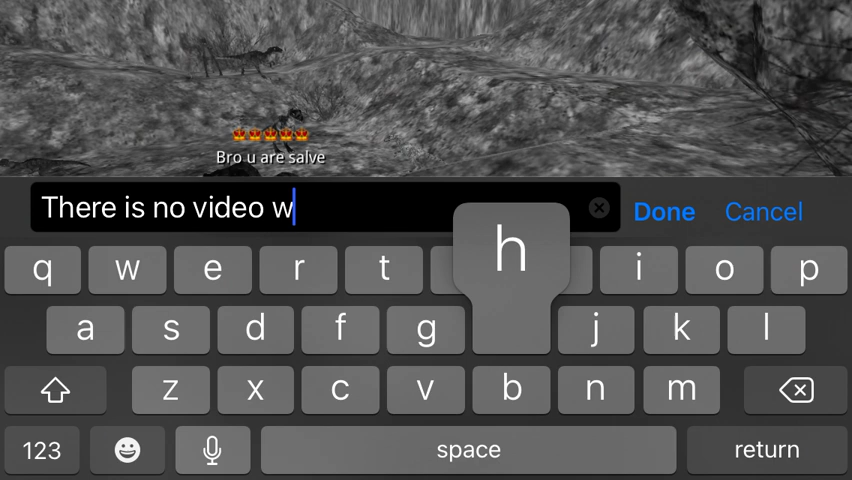 Bro u are salve
There is no video w
Done
Cancel
h
q w e r t i o p
a s d f g j k l
z x c v b n m
123
space
return